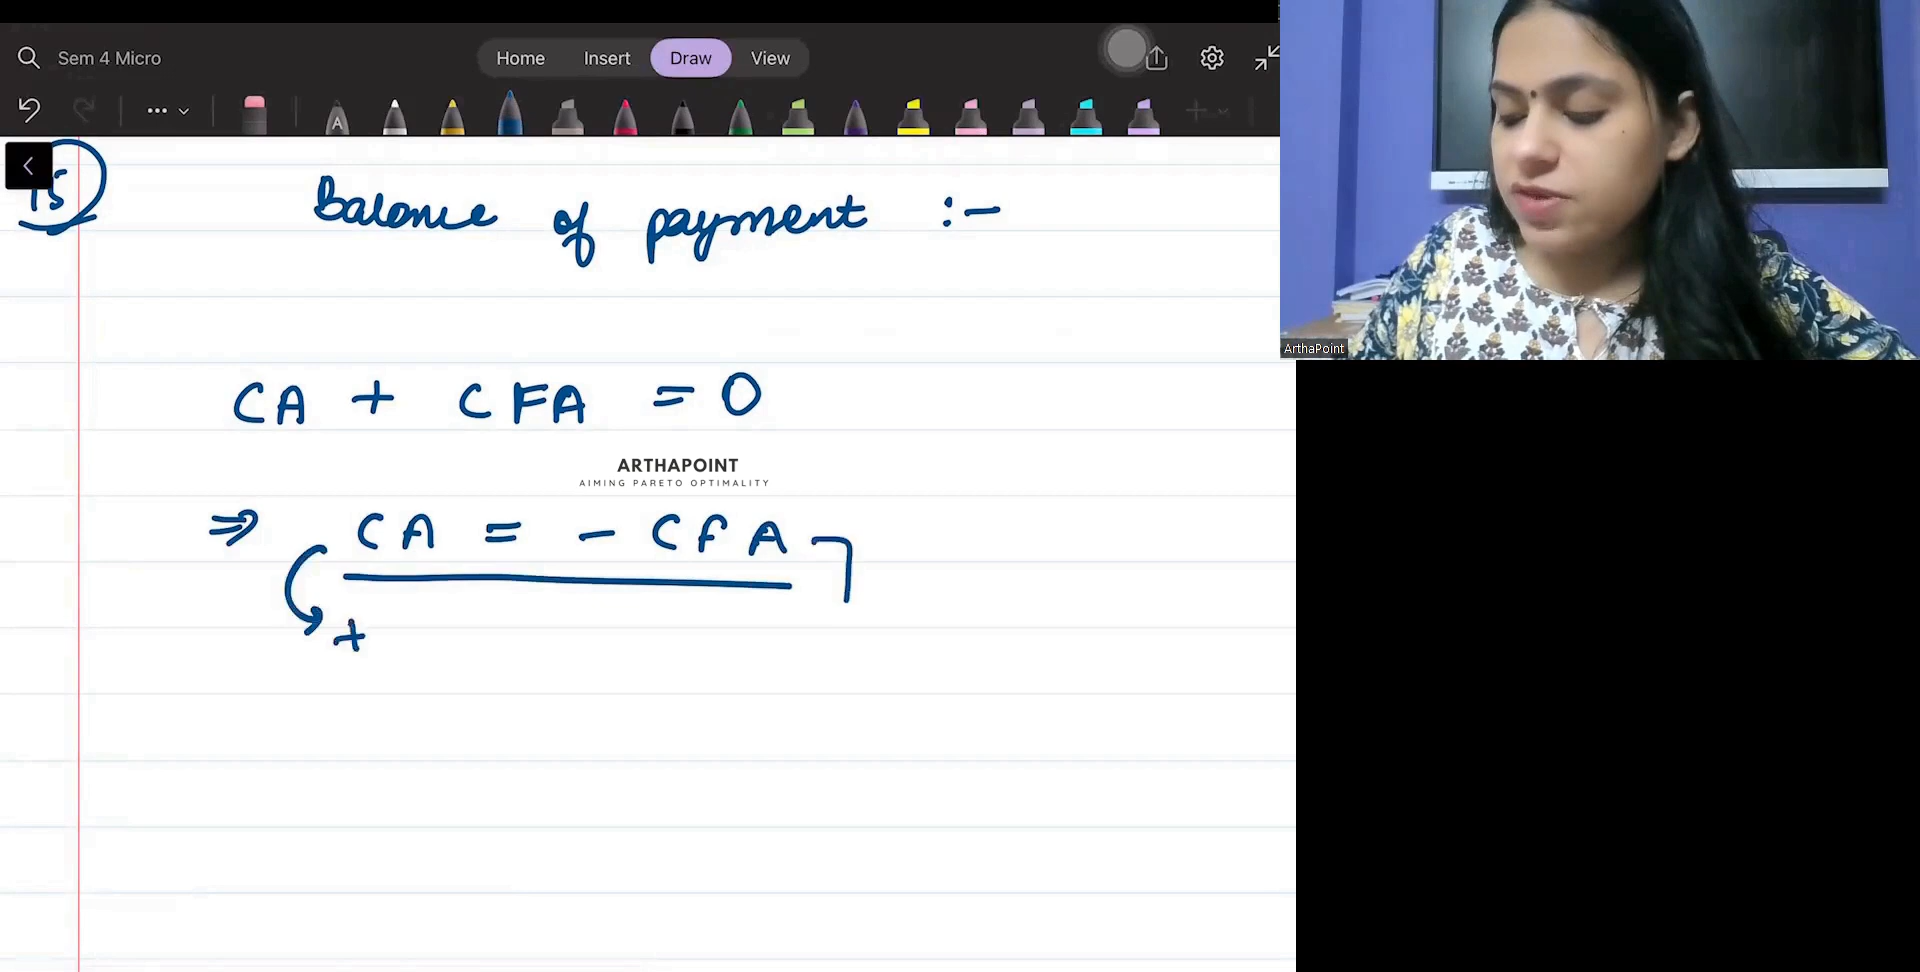 Sem 4 Micro
Home Insert Draw View
A
15
Balance of payment :-
CA + CFA = 0
ARTHAPOINT
AIMING PARETO OPTIMALITY
⇒ CA = - CFA
+
ArthaPoint